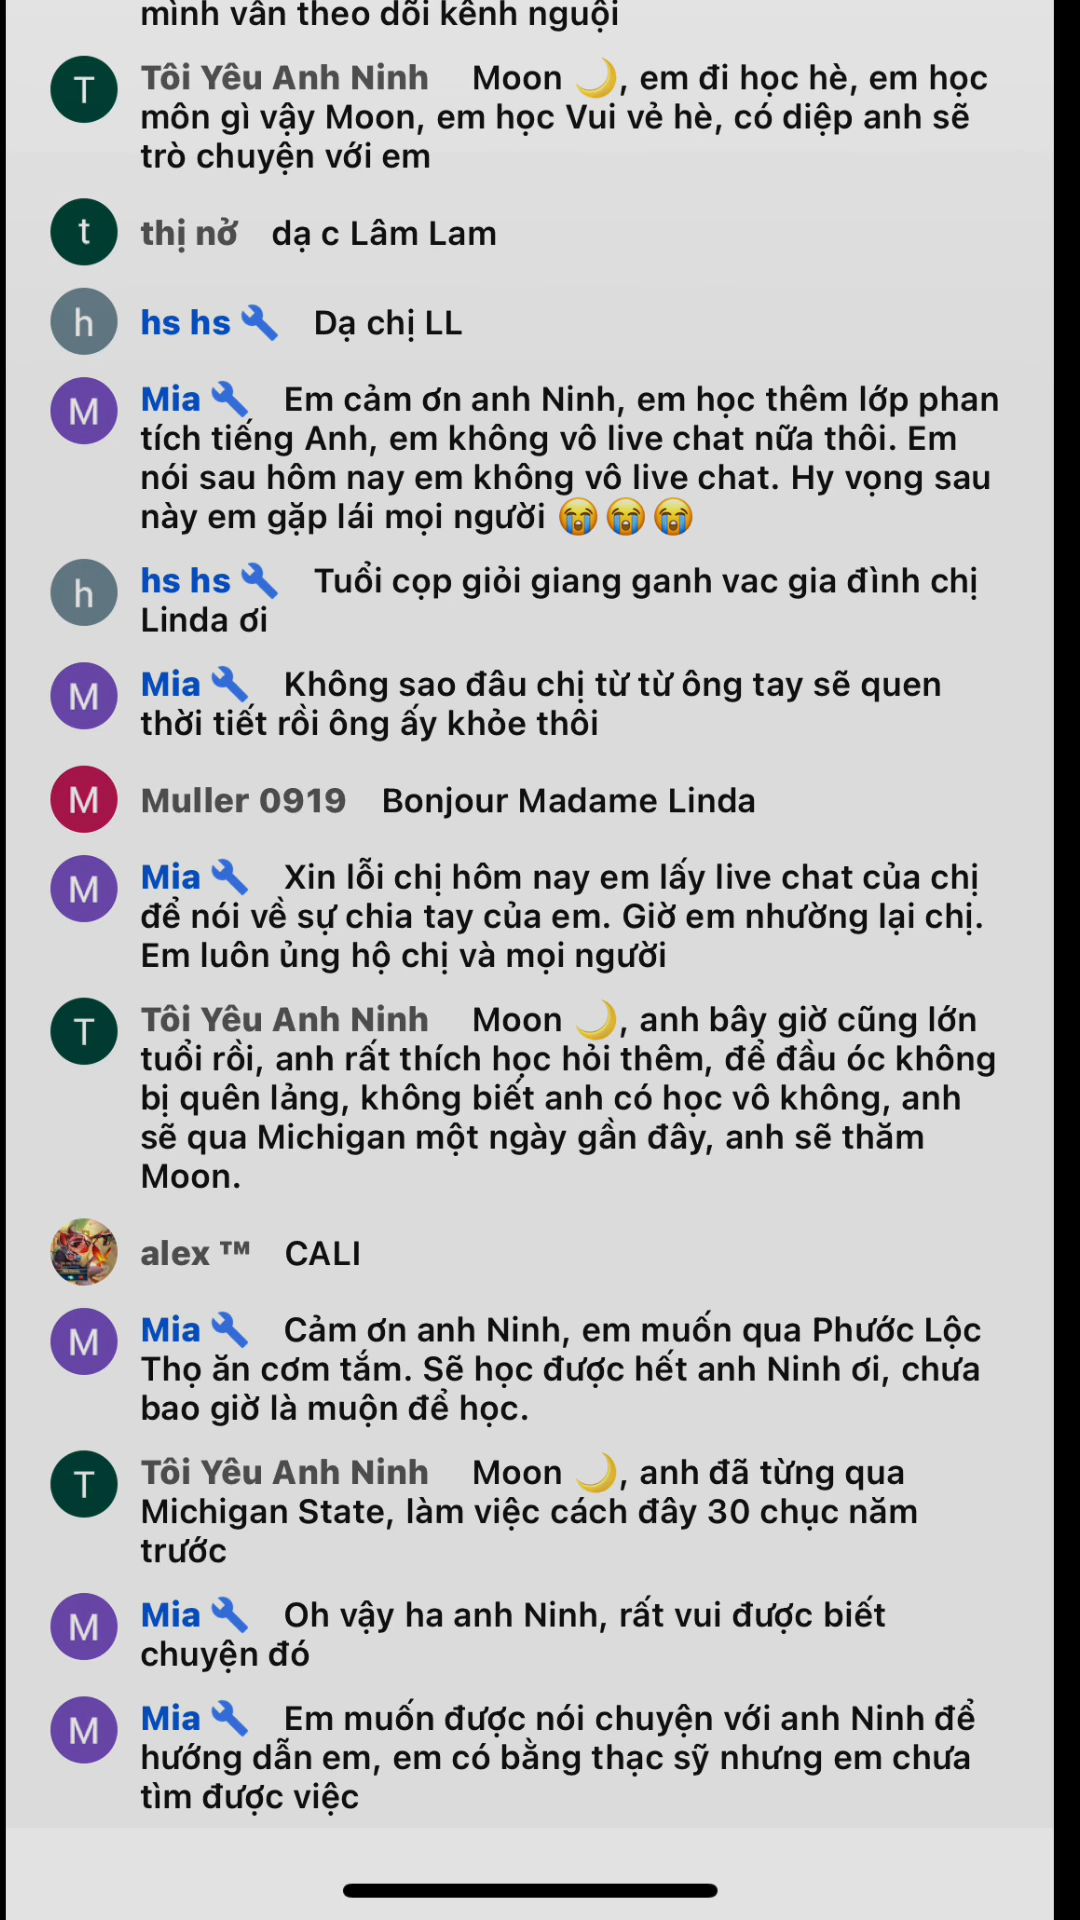 mình vẫn theo dõi kênh nguội
T Tôi Yêu Anh Ninh Moon 🌙, em đi học hè, em học
môn gì vậy Moon, em học Vui vẻ hè, có diệp anh sẽ
trò chuyện với em
t thị nở dạ c Lâm Lam
h hs hs 🔧 Dạ chị LL
M Mia 🔧 Em cảm ơn anh Ninh, em học thêm lớp phan
tích tiếng Anh, em không vô live chat nữa thôi. Em
nói sau hôm nay em không vô live chat. Hy vọng sau
này em gặp lái mọi người 😭😭😭
h hs hs 🔧 Tuổi cọp giỏi giang ganh vac gia đình chị
Linda ơi
M Mia 🔧 Không sao đâu chị từ từ ông tay sẽ quen
thời tiết rồi ông ấy khỏe thôi
M Muller 0919 Bonjour Madame Linda
M Mia 🔧 Xin lỗi chị hôm nay em lấy live chat của chị
để nói về sự chia tay của em. Giờ em nhường lại chị.
Em luôn ủng hộ chị và mọi người
T Tôi Yêu Anh Ninh Moon 🌙, anh bây giờ cũng lớn
tuổi rồi, anh rất thích học hỏi thêm, để đầu óc không
bị quên lảng, không biết anh có học vô không, anh
sẽ qua Michigan một ngày gần đây, anh sẽ thăm
Moon.
alex ™ CALI
M Mia 🔧 Cảm ơn anh Ninh, em muốn qua Phước Lộc
Thọ ăn cơm tắm. Sẽ học được hết anh Ninh ơi, chưa
bao giờ là muộn để học.
T Tôi Yêu Anh Ninh Moon 🌙, anh đã từng qua
Michigan State, làm việc cách đây 30 chục năm
trước
M Mia 🔧 Oh vậy ha anh Ninh, rất vui được biết
chuyện đó
M Mia 🔧 Em muốn được nói chuyện với anh Ninh để
hướng dẫn em, em có bằng thạc sỹ nhưng em chưa
tìm được việc